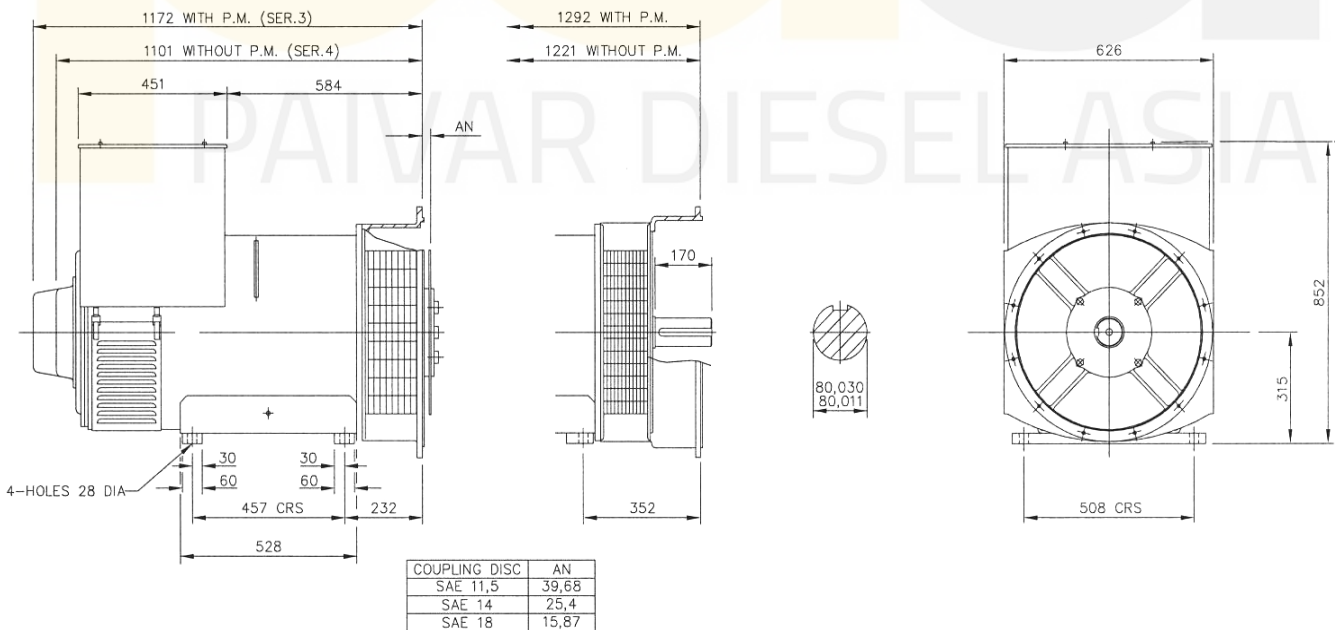 1172 WITH P.M. (SER.3)
1292 WITH P.M.
1101 WITHOUT P.M. (SER.4)
1221 WITHOUT P.M.
626
451
584
PAIVAR DIESEL ASIA
AN
170
852
80,030
80,011
315
30
30
60
60
4-HOLES 28 DIA
457 CRS
232
352
508 CRS
528
COUPLING DISC AN
SAE 11,5 39,68
SAE 14 25,4
SAE 18 15,87